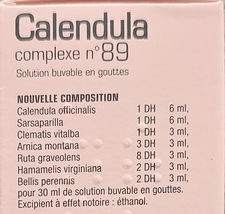 Calendula
complexe n° 89
Solution buvable en gouttes
NOUVELLE COMPOSITION
Calendula officinalis 1 DH 6 ml,
Sarsaparilla 1 DH 6 ml,
Clematis vitalba 1 DH 3 ml,
Arnica montana 3 DH 3 ml,
Ruta graveolens 8 DH 3 ml,
Hamamelis virginiana 2 DH 3 ml,
Bellis perennis 2 DH 3 ml,
pour 30 ml de solution buvable en gouttes.
Excipient à effet notoire : éthanol.